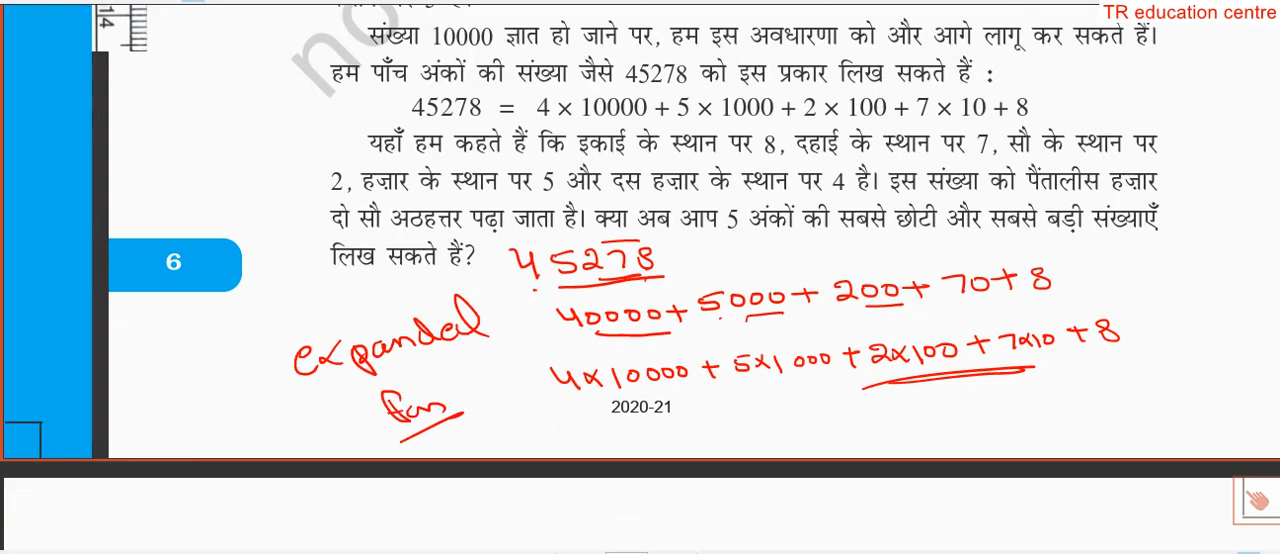 TR education centre
14
no
संख्या 10000 ज्ञात हो जाने पर, हम इस अवधारणा को और आगे लागू कर सकते हैं।
हम पाँच अंकों की संख्या जैसे 45278 को इस प्रकार लिख सकते हैं :
45278 = 4 × 10000 + 5 × 1000 + 2 × 100 + 7 × 10 + 8
यहाँ हम कहते हैं कि इकाई के स्थान पर 8, दहाई के स्थान पर 7, सौ के स्थान पर
2, हज़ार के स्थान पर 5 और दस हज़ार के स्थान पर 4 है। इस संख्या को पैंतालीस हज़ार
दो सौ अठहत्तर पढ़ा जाता है। क्या अब आप 5 अंकों की सबसे छोटी और सबसे बड़ी संख्याएँ
लिख सकते हैं?
6
45278
40000 + 5000 + 200 + 70 + 8
expanded
4×10000 + 5×1000 + 2×100 + 7×10 + 8
2020-21